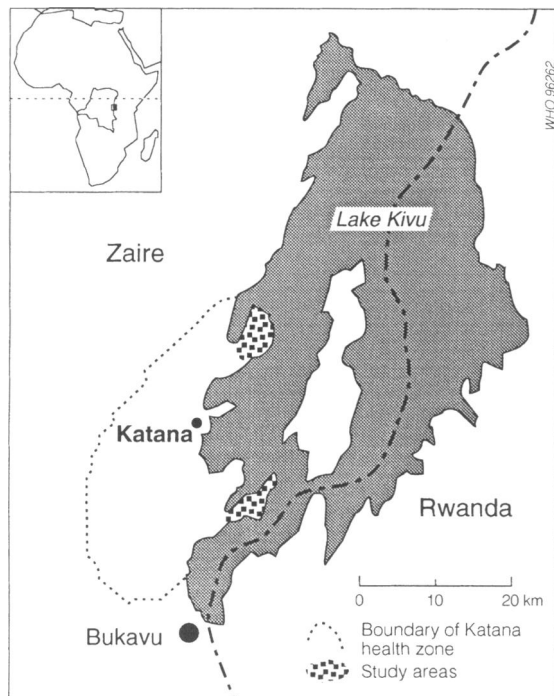 WHO 96262
Lake Kivu
Zaire
Katana
Rwanda
0 10 20 km
Bukavu
Boundary of Katana
health zone
Study areas